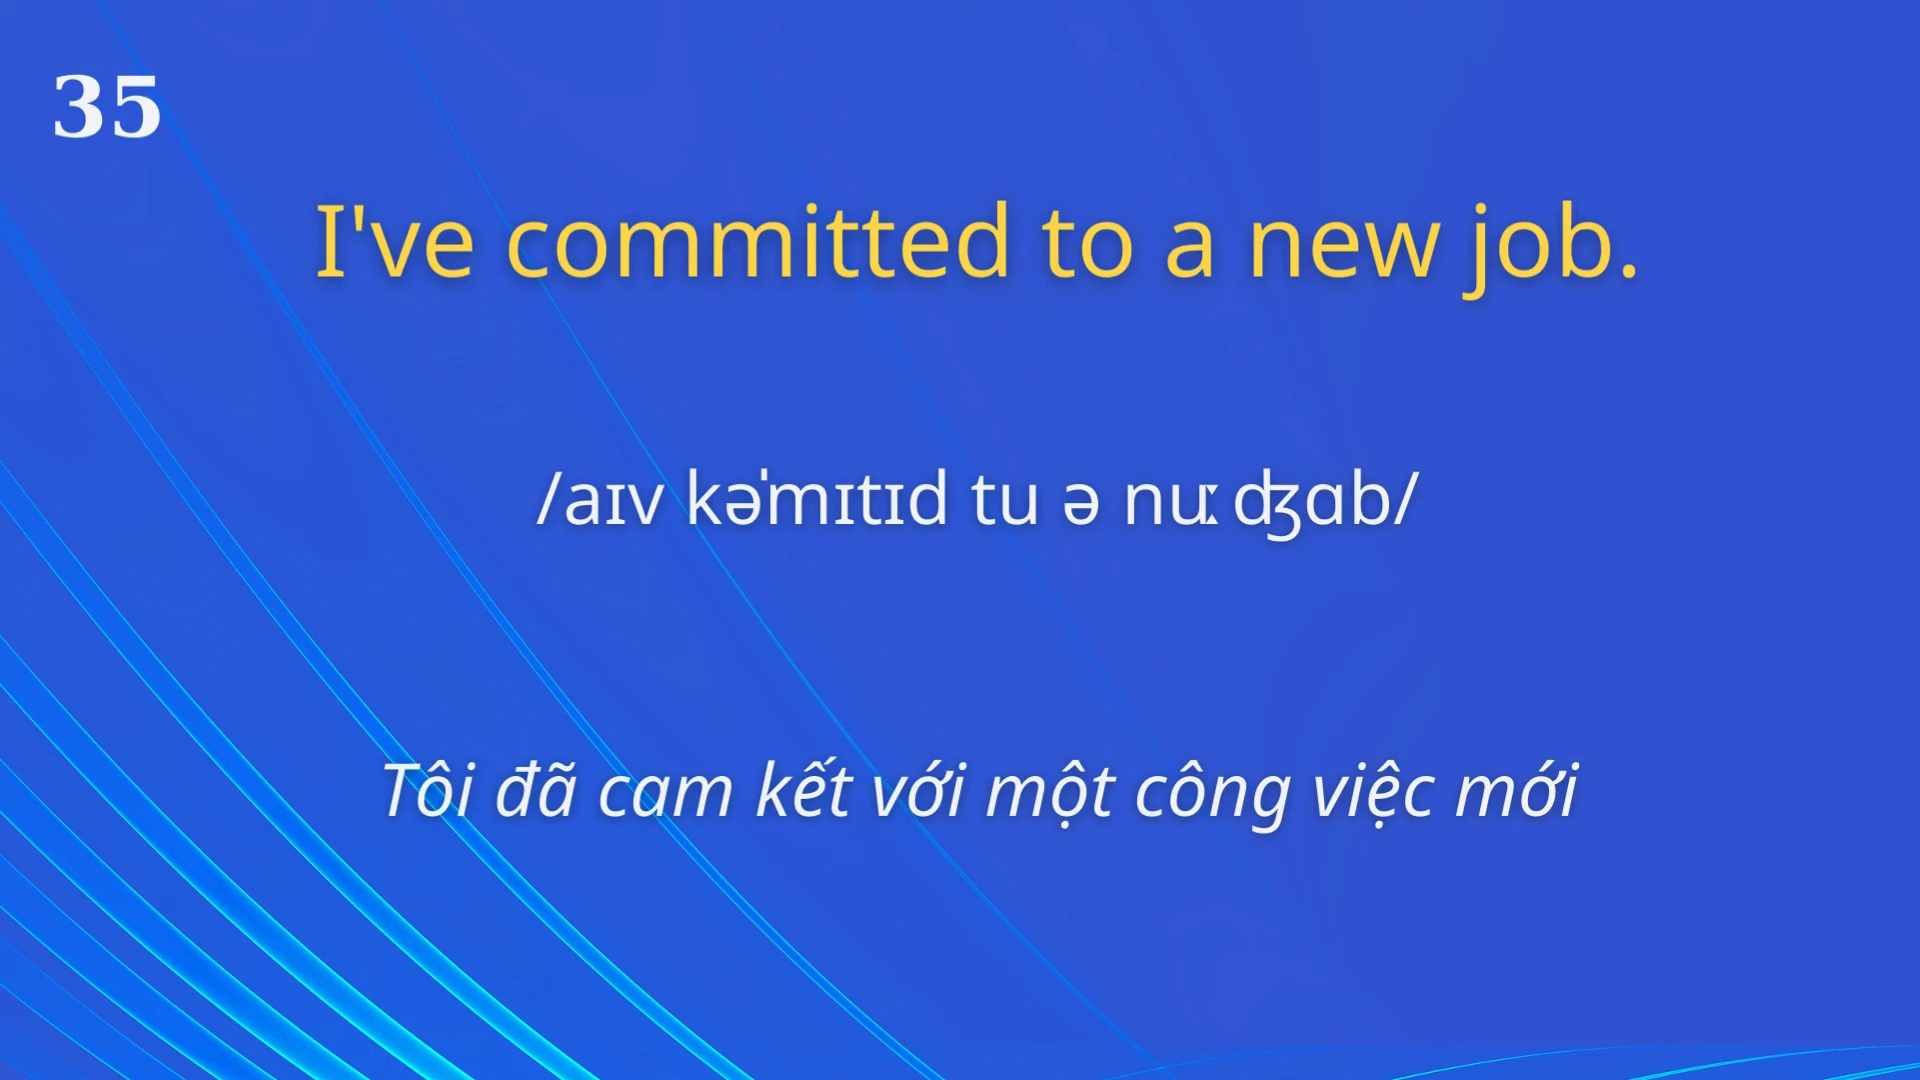 35
I've committed to a new job.
/aɪv kəˈmɪtɪd tu ə nuː ʤɑb/
Tôi đã cam kết với một công việc mới